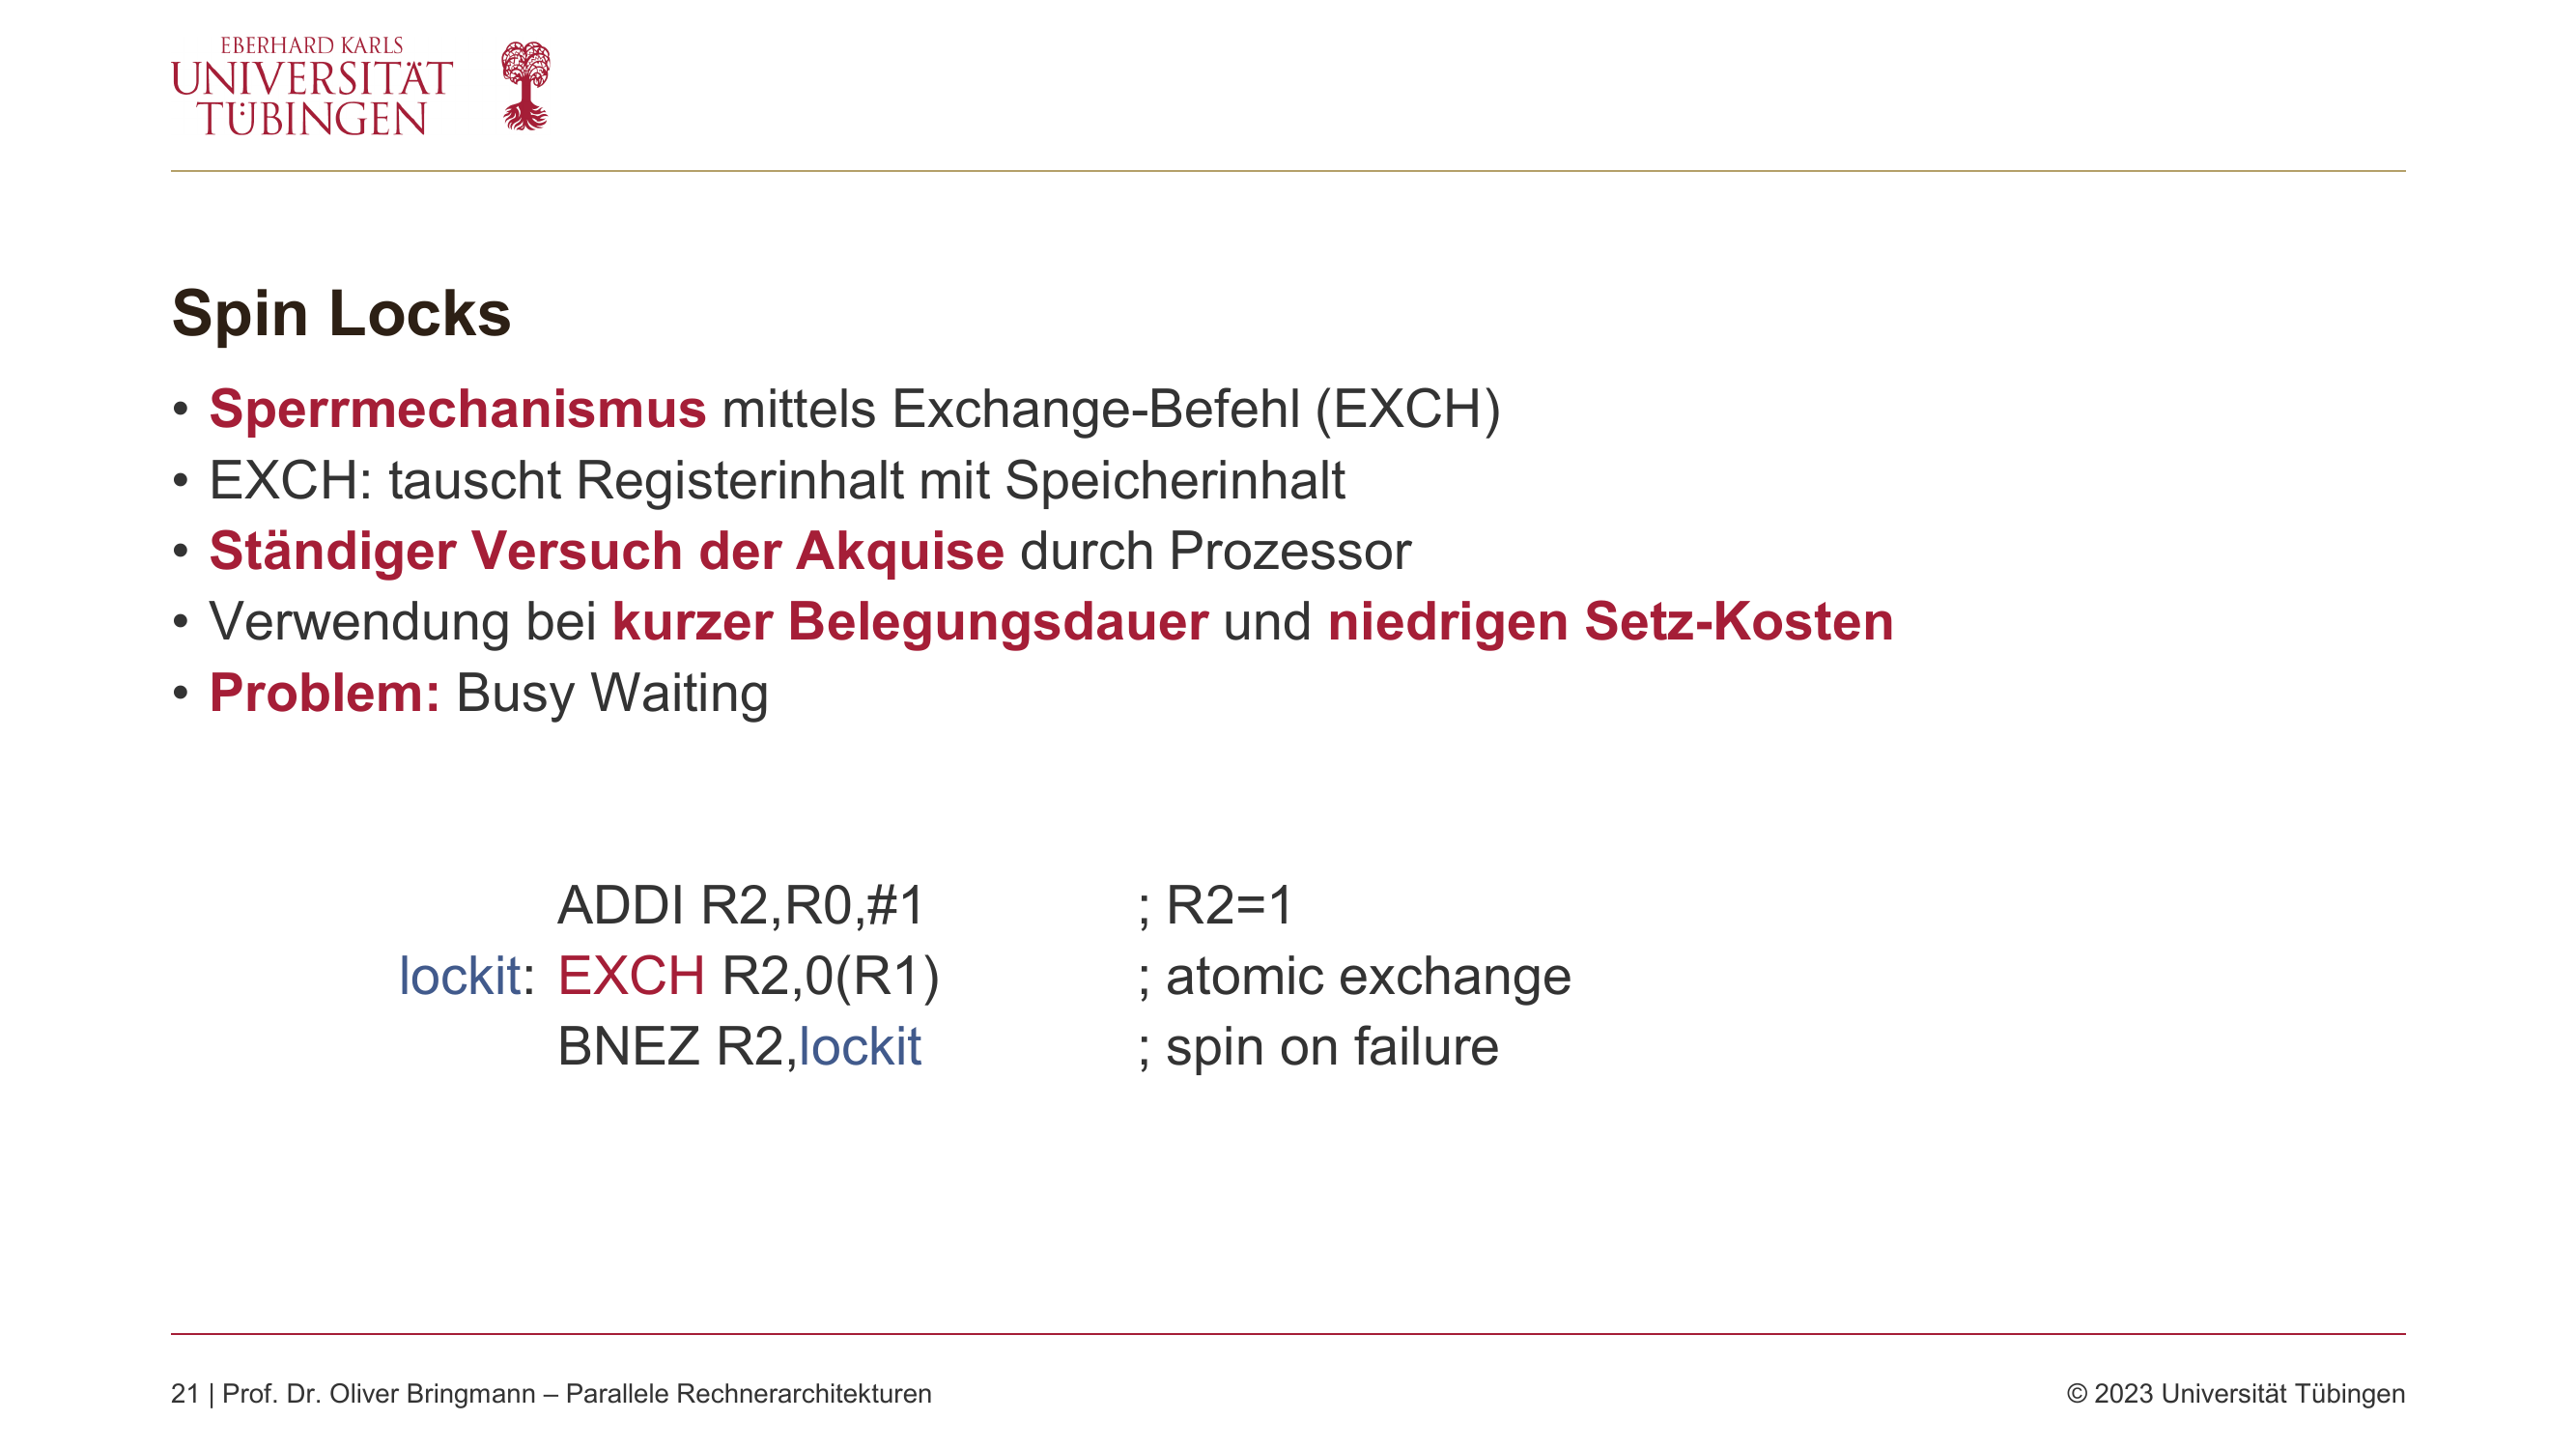 EBERHARD KARLS
UNIVERSITÄT
TÜBINGEN
Spin Locks
• Sperrmechanismus mittels Exchange-Befehl (EXCH)
• EXCH: tauscht Registerinhalt mit Speicherinhalt
• Ständiger Versuch der Akquise durch Prozessor
• Verwendung bei kurzer Belegungsdauer und niedrigen Setz-Kosten
• Problem: Busy Waiting
ADDI R2,R0,#1 ; R2=1
lockit: EXCH R2,0(R1) ; atomic exchange
BNEZ R2,lockit ; spin on failure
21 | Prof. Dr. Oliver Bringmann – Parallele Rechnerarchitekturen © 2023 Universität Tübingen